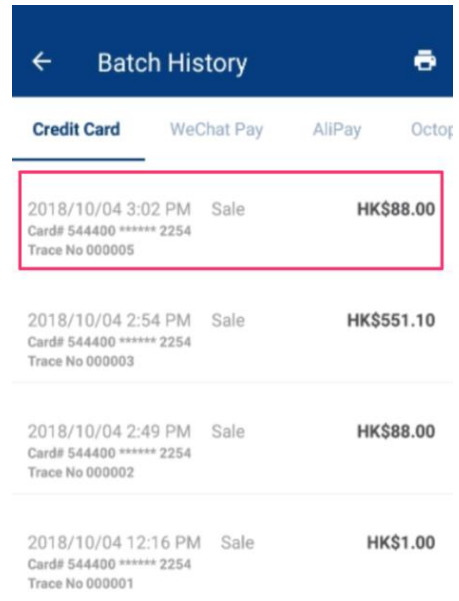 Batch History
Credit Card WeChat Pay AliPay Octop
2018/10/04 3:02 PM Sale HK$88.00
Card# 544400 ****** 2254
Trace No 000005
2018/10/04 2:54 PM Sale HK$551.10
Card# 544400 ****** 2254
Trace No 000003
2018/10/04 2:49 PM Sale HK$88.00
Card# 544400 ****** 2254
Trace No 000002
2018/10/04 12:16 PM Sale HK$1.00
Card# 544400 ****** 2254
Trace No 000001